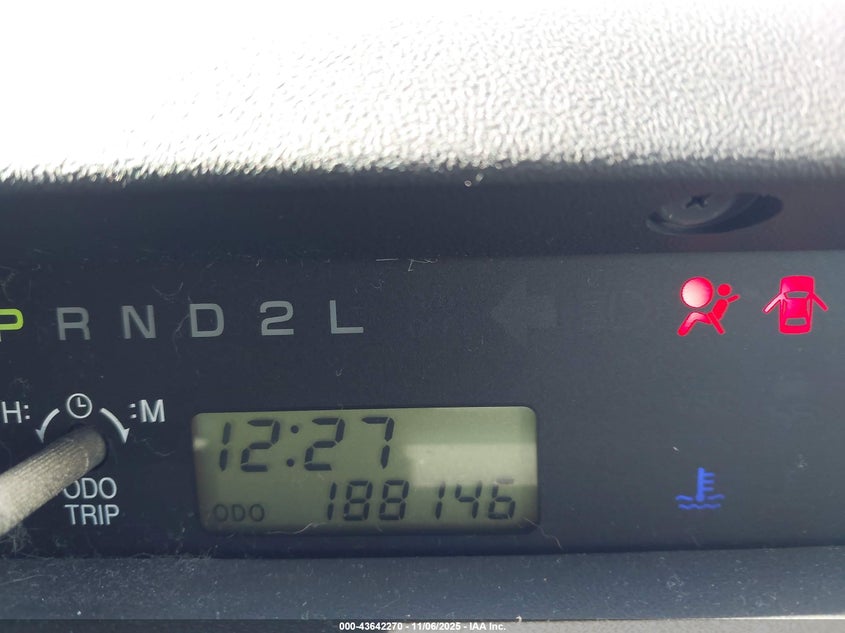 P R N D 2 L
H: :M
12:27
ODO
TRIP
ODO 188146
000-43642270 - 11/06/2025 - IAA Inc.